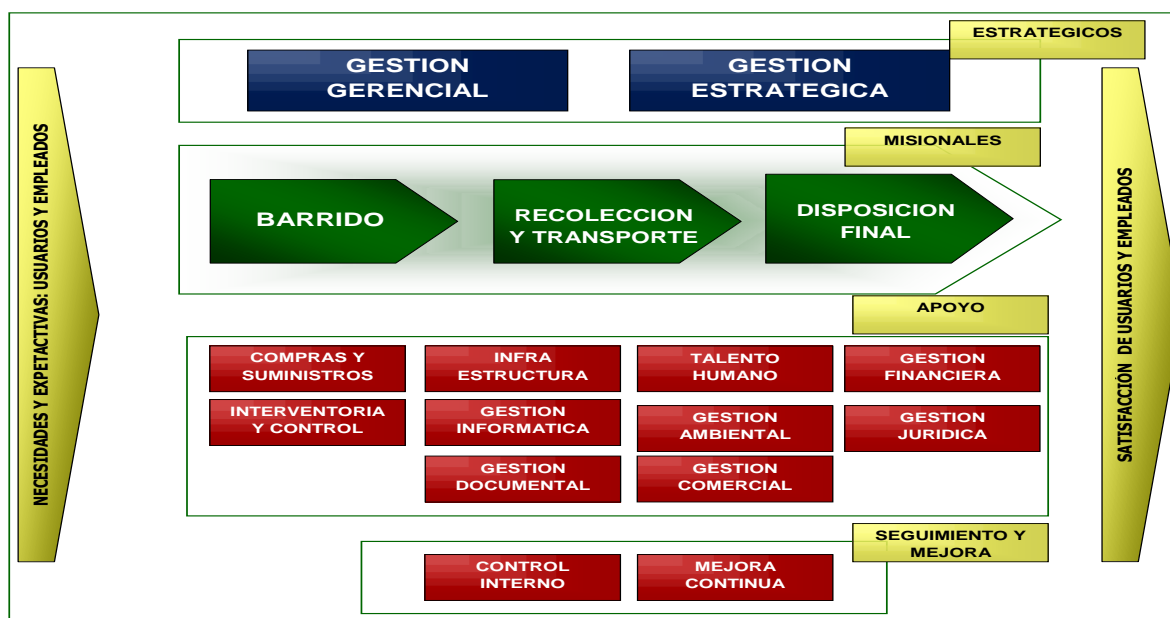 ESTRATEGICOS
GESTION
GERENCIAL
GESTION
ESTRATEGICA
MISIONALES
BARRIDO
RECOLECCION
Y TRANSPORTE
DISPOSICION
FINAL
APOYO
COMPRAS Y
SUMINISTROS
INFRA
ESTRUCTURA
TALENTO
HUMANO
GESTION
FINANCIERA
INTERVENTORIA
Y CONTROL
GESTION
INFORMATICA
GESTION
AMBIENTAL
GESTION
JURIDICA
GESTION
DOCUMENTAL
GESTION
COMERCIAL
SEGUIMIENTO Y
MEJORA
CONTROL
INTERNO
MEJORA
CONTINUA
NECESIDADES Y EXPETACTIVAS: USUARIOS Y EMPLEADOS
SATISFACCIÓN DE USUARIOS Y EMPLEADOS